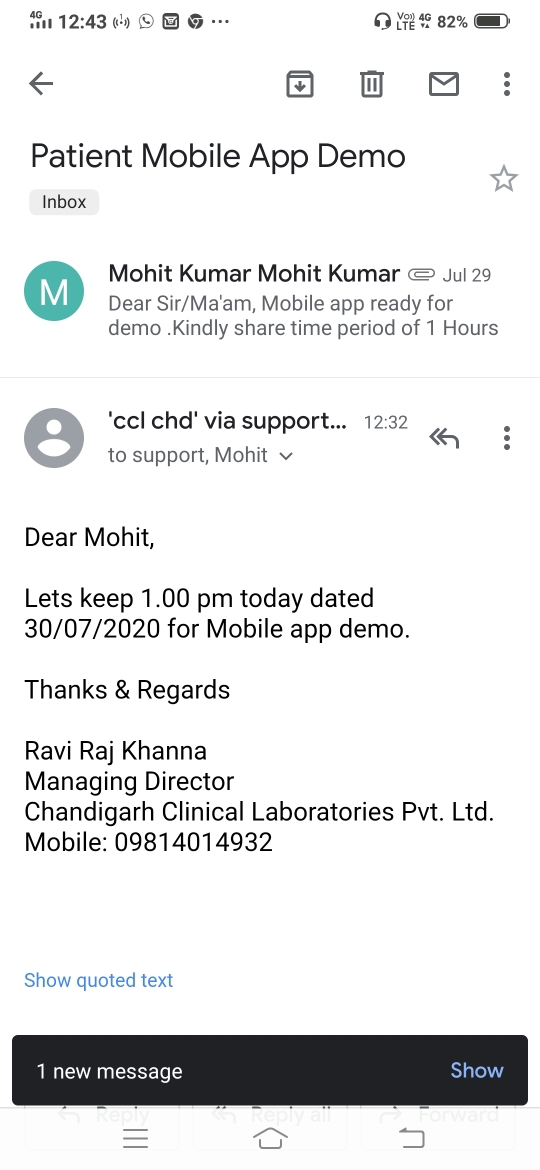 4G 12:43 ... Vo)) LTE 4G 82%
Patient Mobile App Demo
Inbox
M
Mohit Kumar Mohit Kumar Jul 29
Dear Sir/Ma'am, Mobile app ready for
demo .Kindly share time period of 1 Hours
'ccl chd' via support... 12:32
to support, Mohit
Dear Mohit,
Lets keep 1.00 pm today dated
30/07/2020 for Mobile app demo.
Thanks & Regards
Ravi Raj Khanna
Managing Director
Chandigarh Clinical Laboratories Pvt. Ltd.
Mobile: 09814014932
Show quoted text
1 new message Show
Reply Reply all Forward